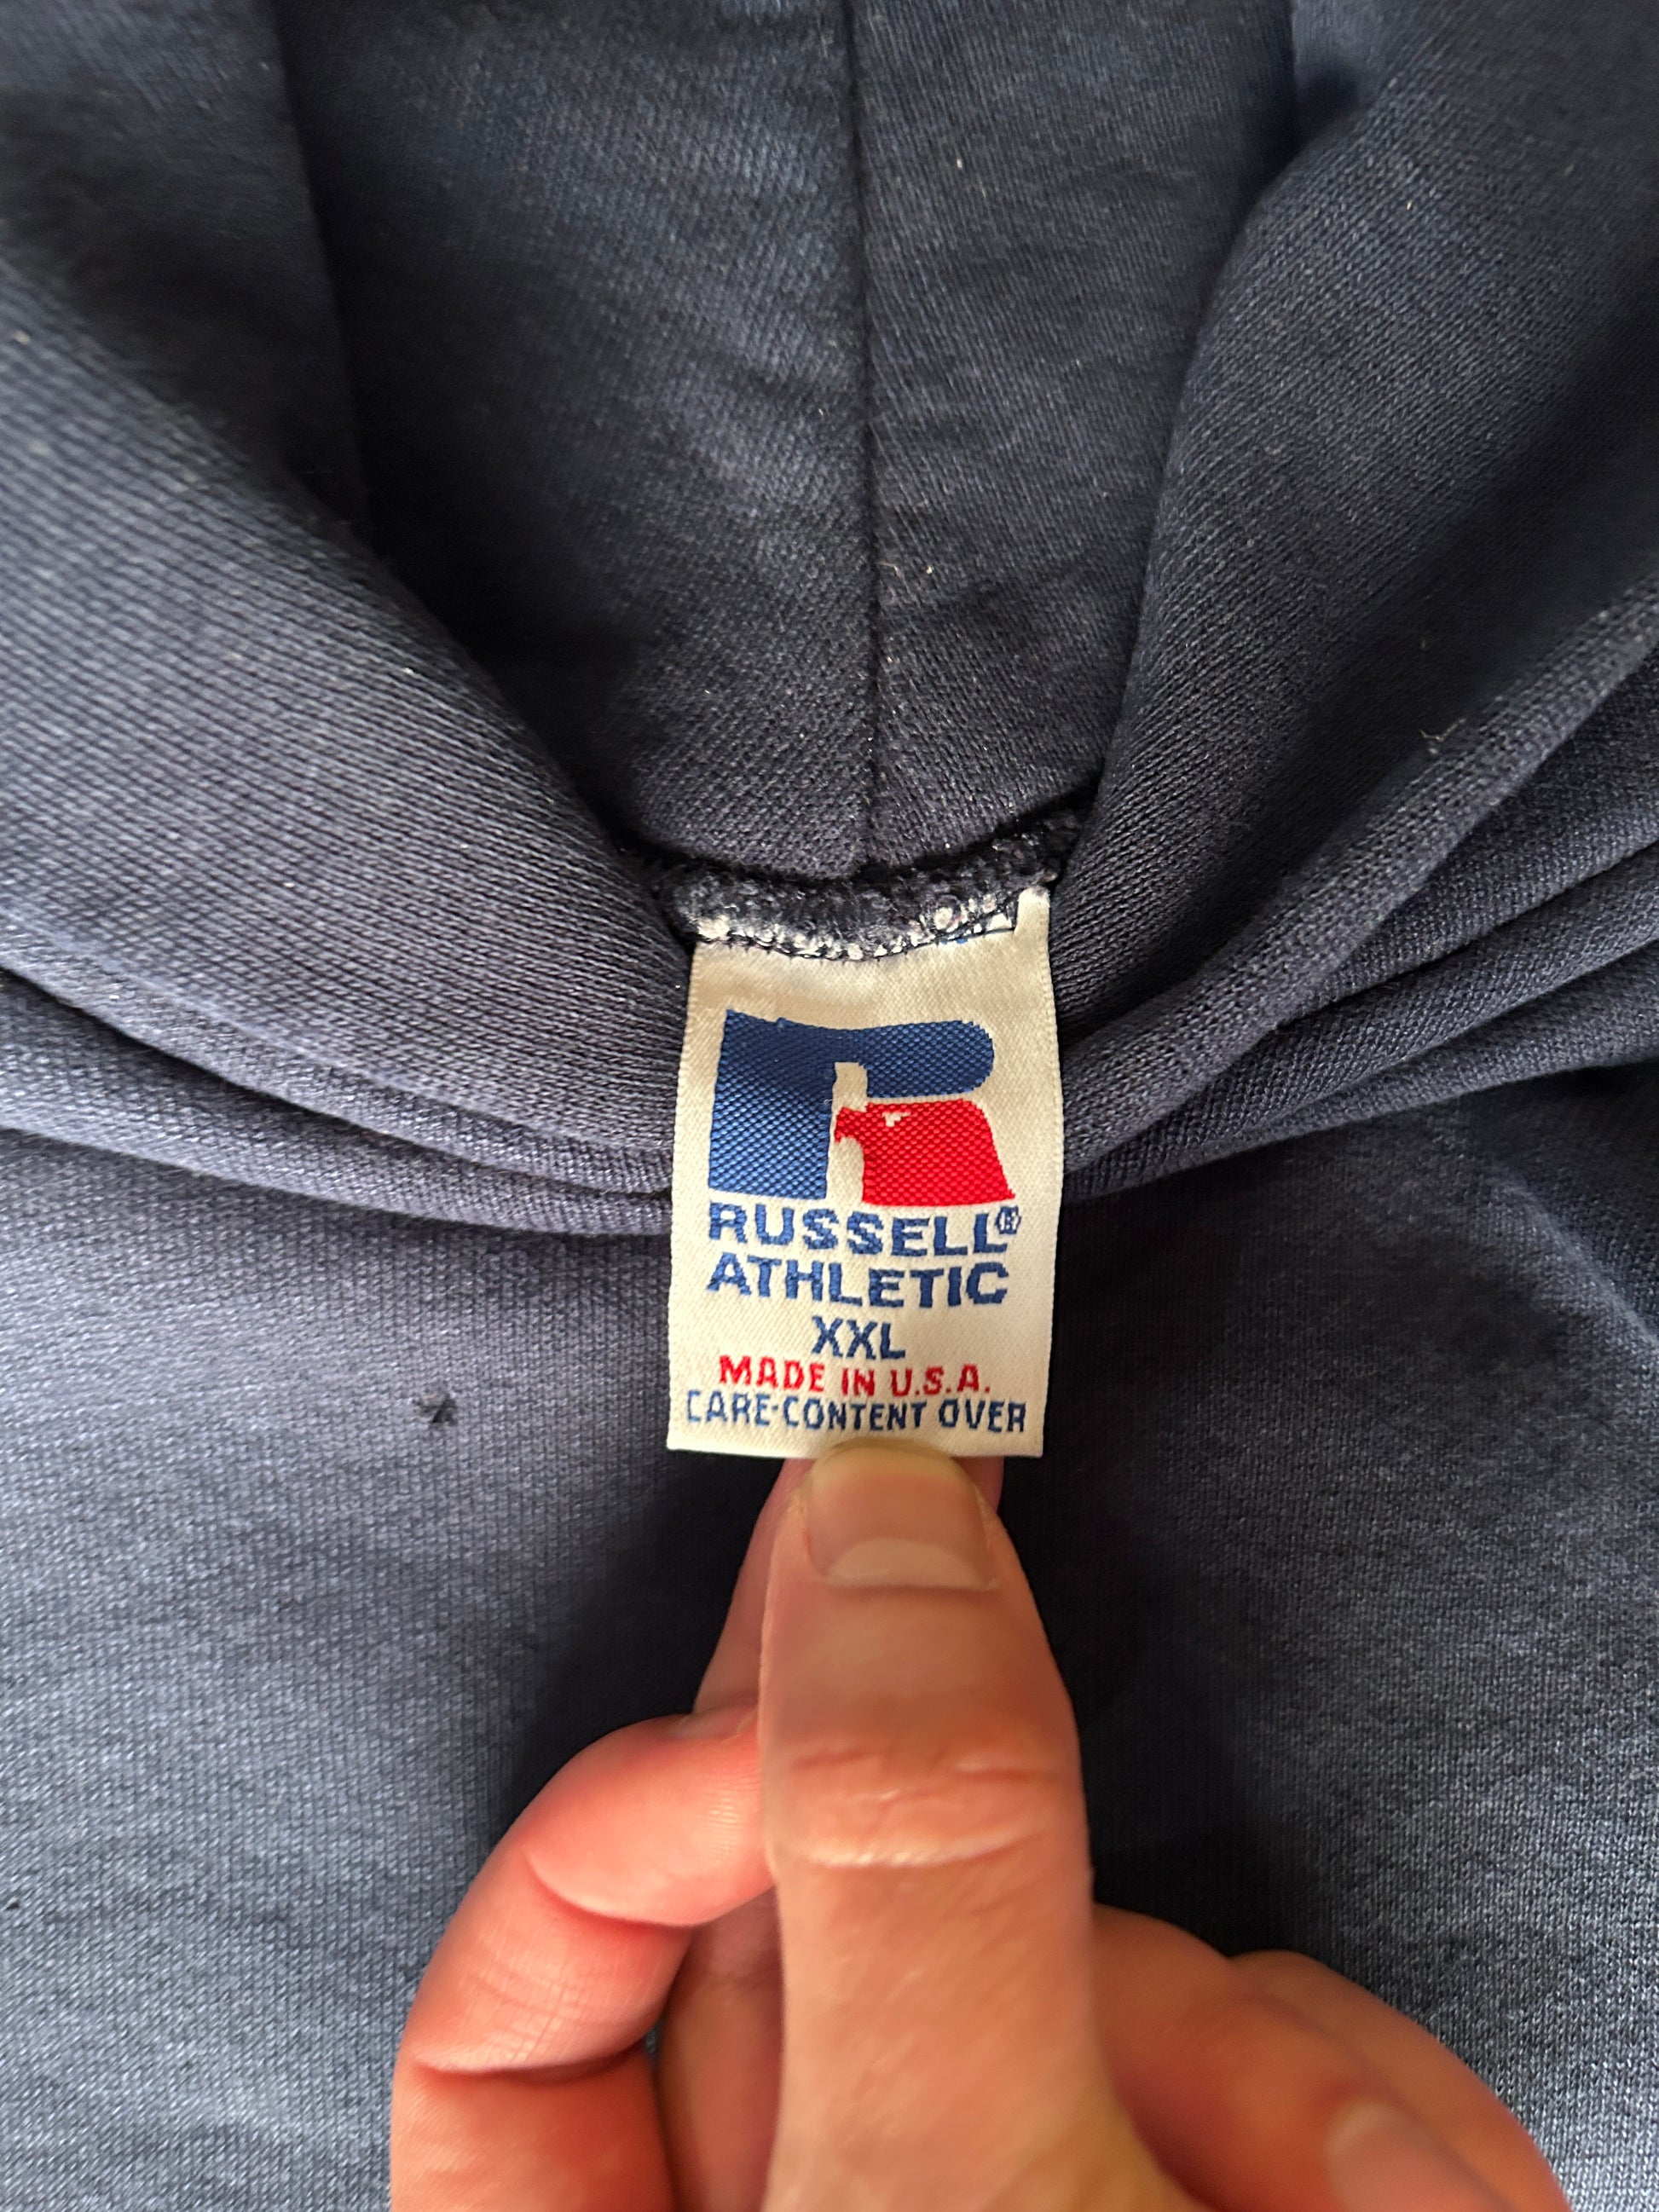 RUSSELL®
ATHLETIC
XXL
MADE IN U.S.A.
CARE-CONTENT OVER